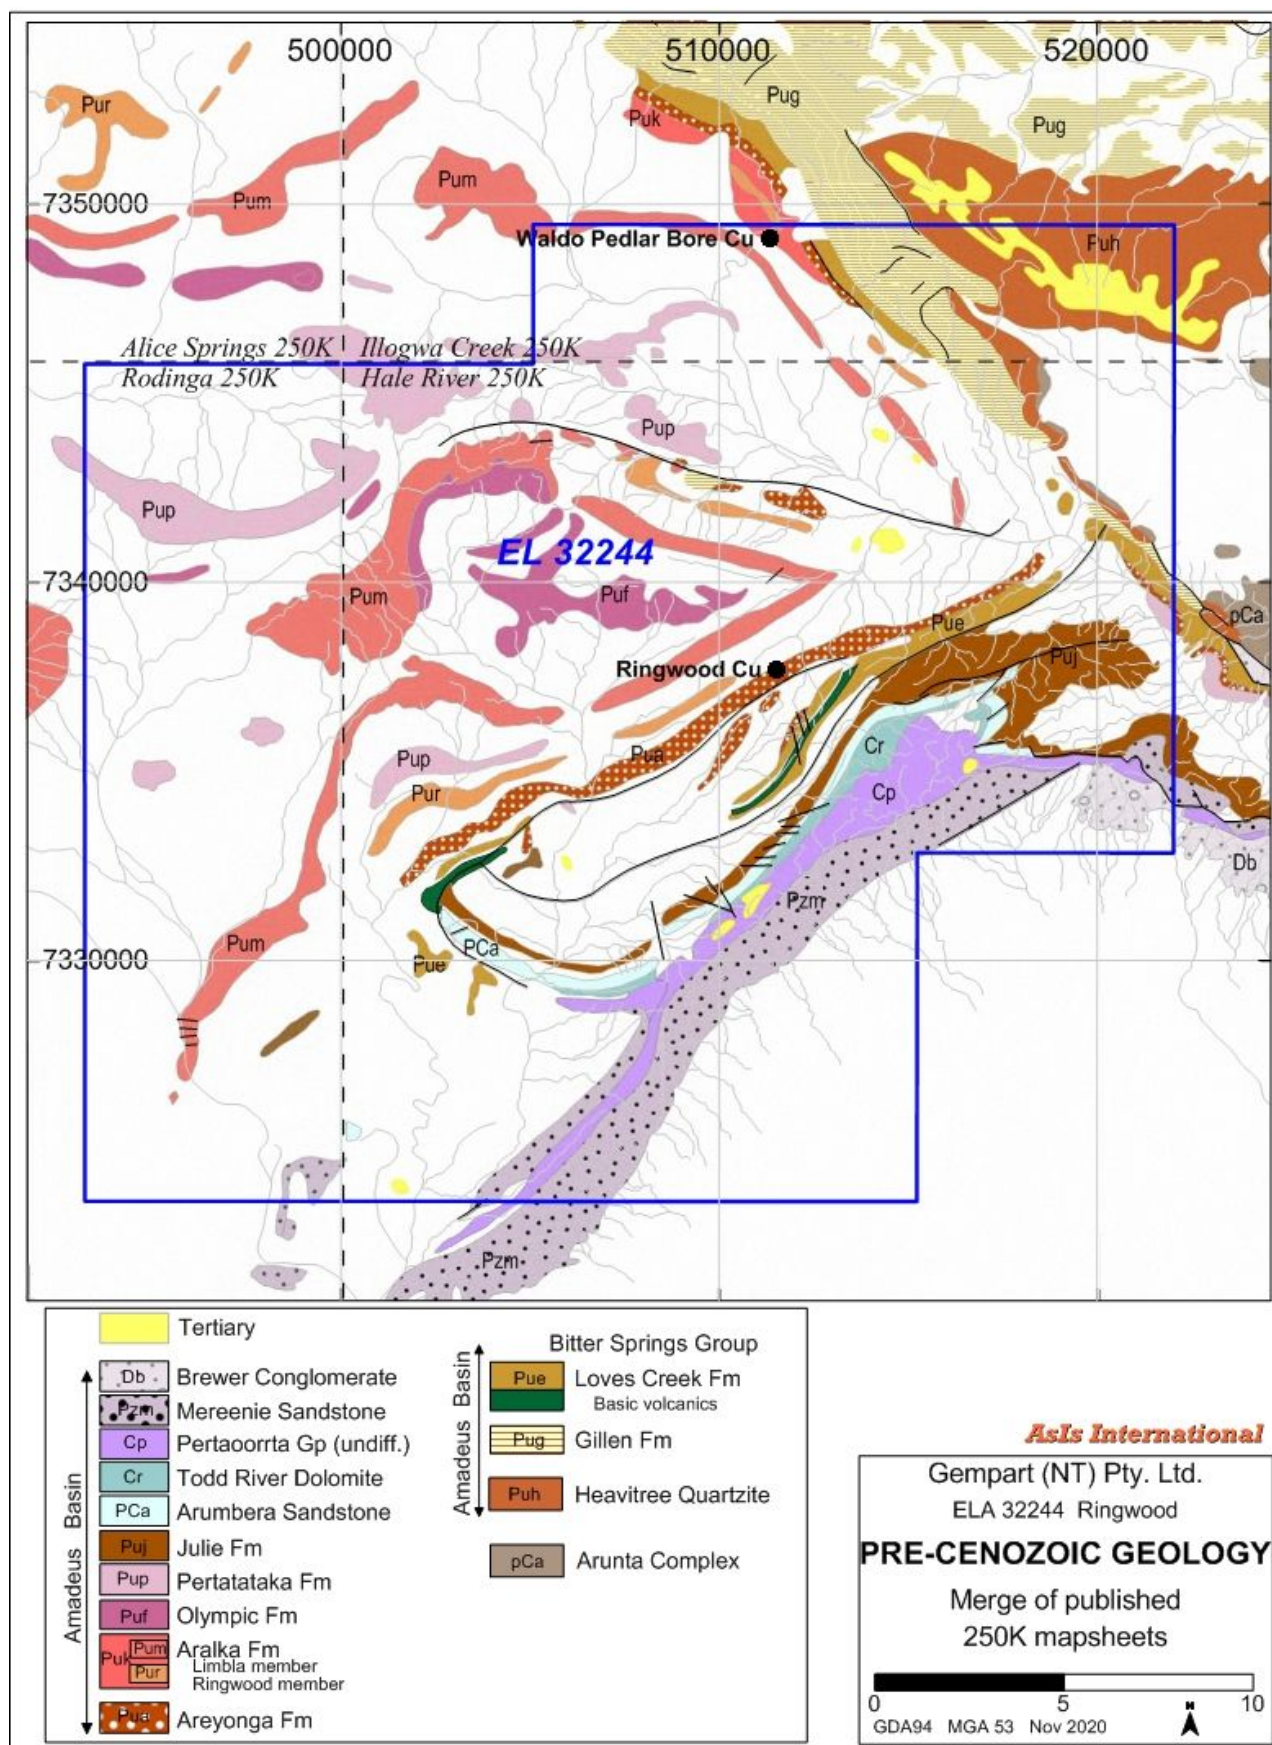 500000
510000
520000
Pur
Pug
Puk
Pug
Pum
Pum
7350000
Waldo Pedlar Bore Cu
Puh
Alice Springs 250K
Illogwa Creek 250K
Rodinga 250K
Hale River 250K
Pup
Pup
EL 32244
7340000
Pum
Puf
pCa
Pue
Ringwood Cu
Puj
Pua
Cr
Pup
Pur
Cp
Db
Pzm
Pum
PCa
Pue
7330000
Pzm
Tertiary
Db Brewer Conglomerate
Pzm Mereenie Sandstone
Cp Pertaoorrta Gp (undiff.)
Cr Todd River Dolomite
PCa Arumbera Sandstone
Puj Julie Fm
Pup Pertatataka Fm
Puf Olympic Fm
Puk Pum Aralka Fm
Limbla member
Pur Ringwood member
Pua Areyonga Fm
Amadeus Basin
Bitter Springs Group
Pue Loves Creek Fm
Basic volcanics
Pug Gillen Fm
Puh Heavitree Quartzite
Amadeus Basin
pCa Arunta Complex
AsIs International
Gempart (NT) Pty. Ltd.
ELA 32244 Ringwood
PRE-CENOZOIC GEOLOGY
Merge of published
250K mapsheets
0 5 10
GDA94 MGA 53 Nov 2020
N